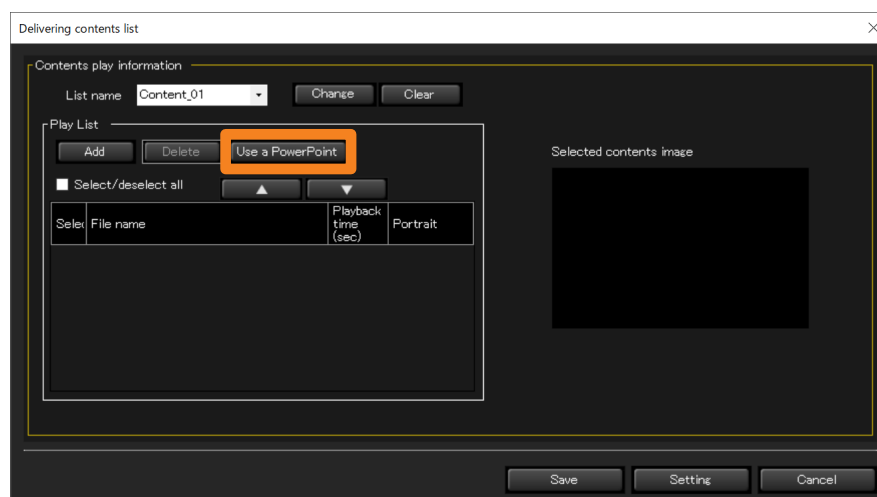 Delivering contents list
Contents play information
List name Content_01 Change Clear
Play List
Add Delete Use a PowerPoint
Selected contents image
Select/deselect all
Selec File name Playback time (sec) Portrait
Save Setting Cancel